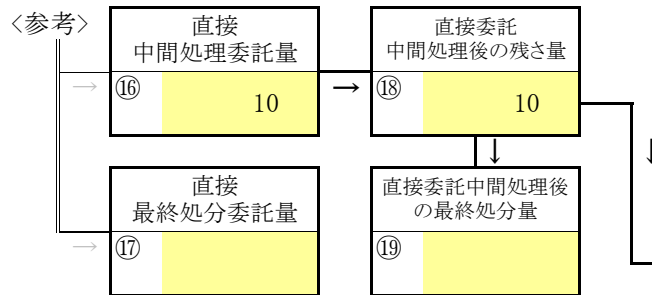 〈参考〉
直接
中間処理委託量
→
⑯
10
→
直接委託
中間処理後の残さ量
⑱
10
↓
↓
直接
最終処分委託量
→
⑰
直接委託中間処理後
の最終処分量
⑲